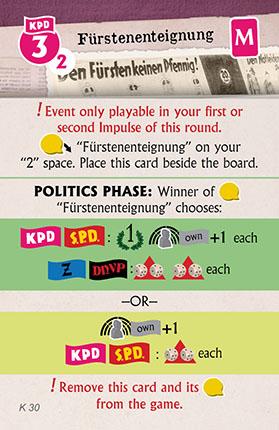 KPD
3
2
Fürstenenteignung
M
Den Fürsten keinen Pfennig!
! Event only playable in your first or
second Impulse of this round.
"Fürstenenteignung" on your
"2" space. Place this card beside the board.
POLITICS PHASE: Winner of
"Fürstenenteignung" chooses:
KPD S.P.D. : 1 own +1 each
Z DNVP : each
—OR—
own +1
KPD S.P.D. : each
! Remove this card and its
from the game.
K 30